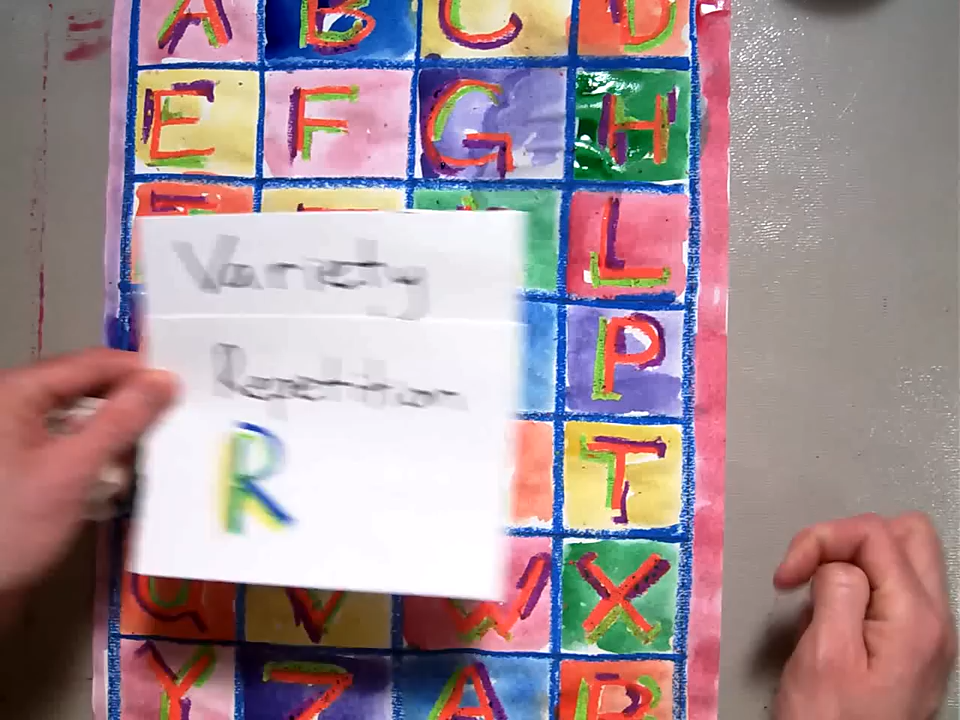 A B C D
E F G H
L
Variety
Repetition
P
R
T
U V W X
Y Z A B